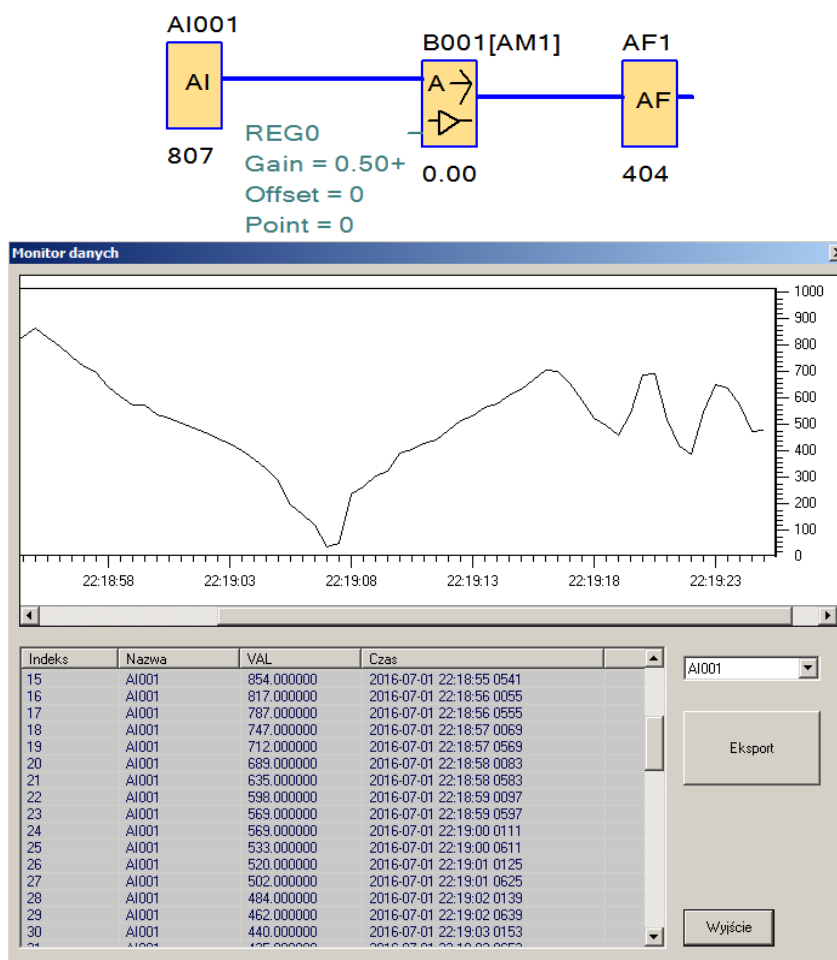 AI001
B001[AM1]
AF1
AI
A
AF
807
REG0
Gain = 0.50+
Offset = 0
Point = 0
0.00
404
Monitor danych
1000
900
800
700
600
500
400
300
200
100
0
22:18:58 22:19:03 22:19:08 22:19:13 22:19:18 22:19:23
Indeks Nazwa VAL Czas
15 AI001 854.000000 2016-07-01 22:18:55 0541
16 AI001 817.000000 2016-07-01 22:18:56 0055
17 AI001 787.000000 2016-07-01 22:18:56 0555
18 AI001 747.000000 2016-07-01 22:18:57 0069
19 AI001 712.000000 2016-07-01 22:18:57 0569
20 AI001 689.000000 2016-07-01 22:18:58 0083
21 AI001 635.000000 2016-07-01 22:18:58 0583
22 AI001 598.000000 2016-07-01 22:18:59 0097
23 AI001 569.000000 2016-07-01 22:18:59 0597
24 AI001 569.000000 2016-07-01 22:19:00 0111
25 AI001 533.000000 2016-07-01 22:19:00 0611
26 AI001 520.000000 2016-07-01 22:19:01 0125
27 AI001 502.000000 2016-07-01 22:19:01 0625
28 AI001 484.000000 2016-07-01 22:19:02 0139
29 AI001 462.000000 2016-07-01 22:19:02 0639
30 AI001 440.000000 2016-07-01 22:19:03 0153
AI001
Eksport
Wyjście